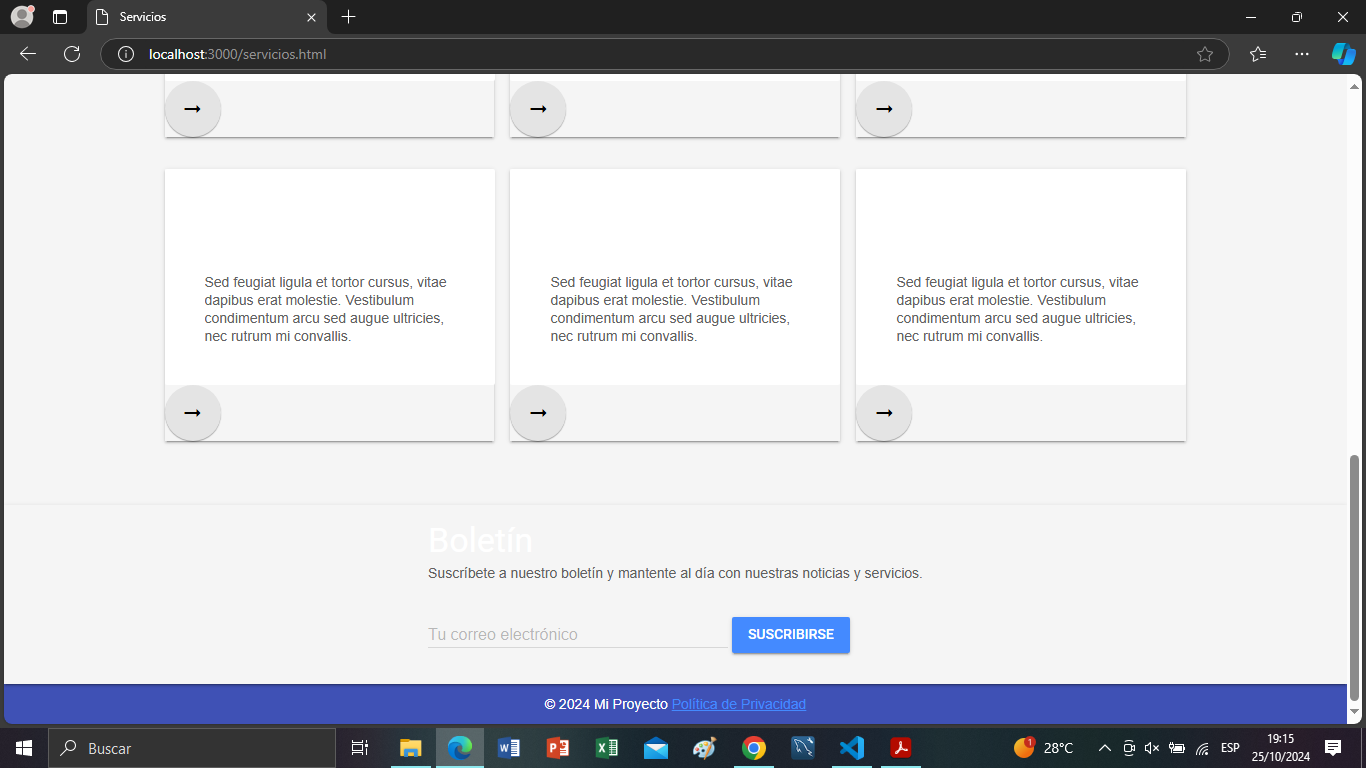 Servicios
localhost:3000/servicios.html
Sed feugiat ligula et tortor cursus, vitae
dapibus erat molestie. Vestibulum
condimentum arcu sed augue ultricies,
nec rutrum mi convallis.
Sed feugiat ligula et tortor cursus, vitae
dapibus erat molestie. Vestibulum
condimentum arcu sed augue ultricies,
nec rutrum mi convallis.
Sed feugiat ligula et tortor cursus, vitae
dapibus erat molestie. Vestibulum
condimentum arcu sed augue ultricies,
nec rutrum mi convallis.
Boletín
Suscríbete a nuestro boletín y mantente al día con nuestras noticias y servicios.
Tu correo electrónico
SUSCRIBIRSE
© 2024 Mi Proyecto Política de Privacidad
Buscar
1
28°C
ESP
19:15
25/10/2024